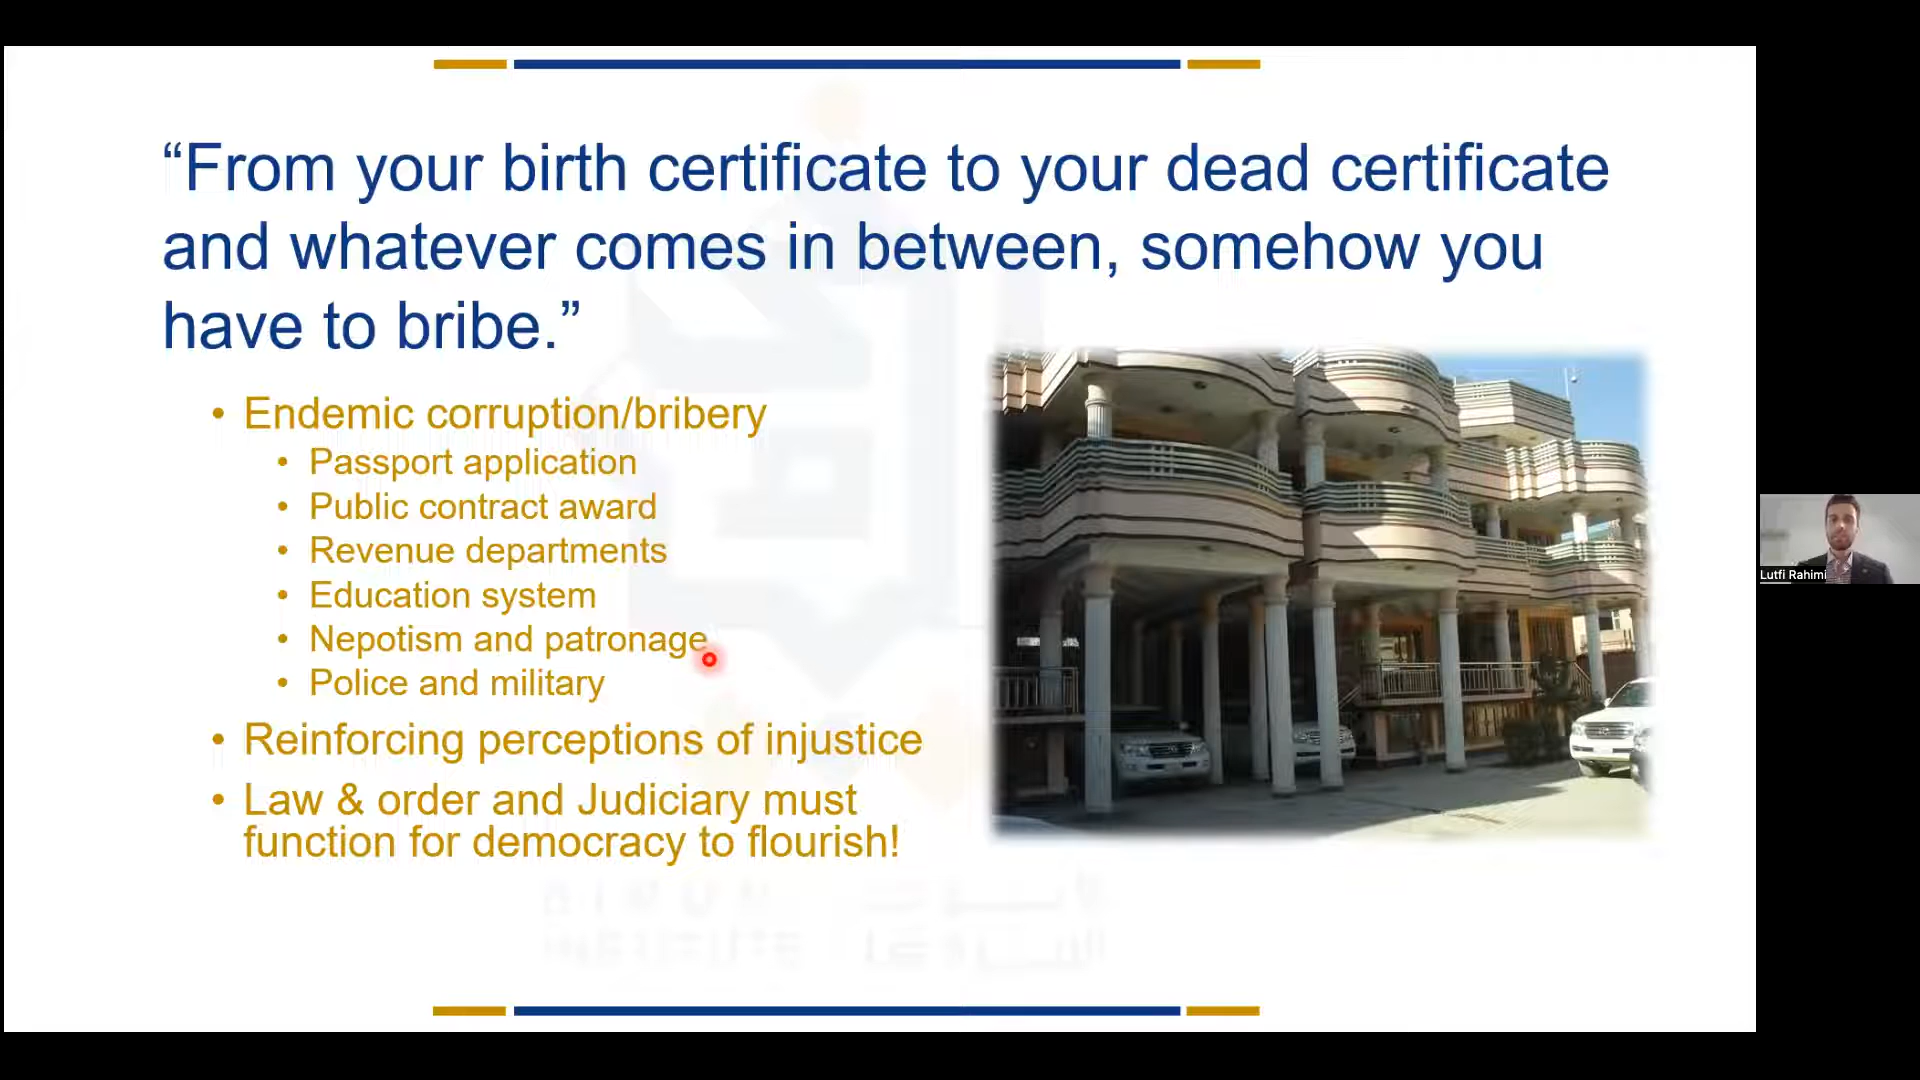 “From your birth certificate to your dead certificate
and whatever comes in between, somehow you
have to bribe.”
• Endemic corruption/bribery
• Passport application
• Public contract award
• Revenue departments
• Education system
• Nepotism and patronage
• Police and military
• Reinforcing perceptions of injustice
• Law & order and Judiciary must
function for democracy to flourish!
INSTITUTE
Lutfi Rahimi